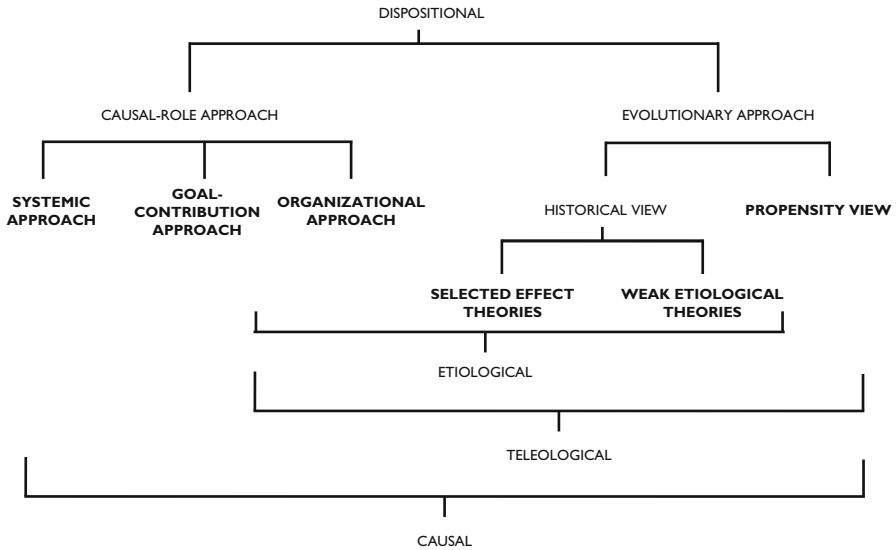 DISPOSITIONAL
CAUSAL-ROLE APPROACH
EVOLUTIONARY APPROACH
SYSTEMIC
APPROACH
GOAL-
CONTRIBUTION
APPROACH
ORGANIZATIONAL
APPROACH
HISTORICAL VIEW
PROPENSITY VIEW
SELECTED EFFECT
THEORIES
WEAK ETIOLOGICAL
THEORIES
ETIOLOGICAL
TELEOLOGICAL
CAUSAL